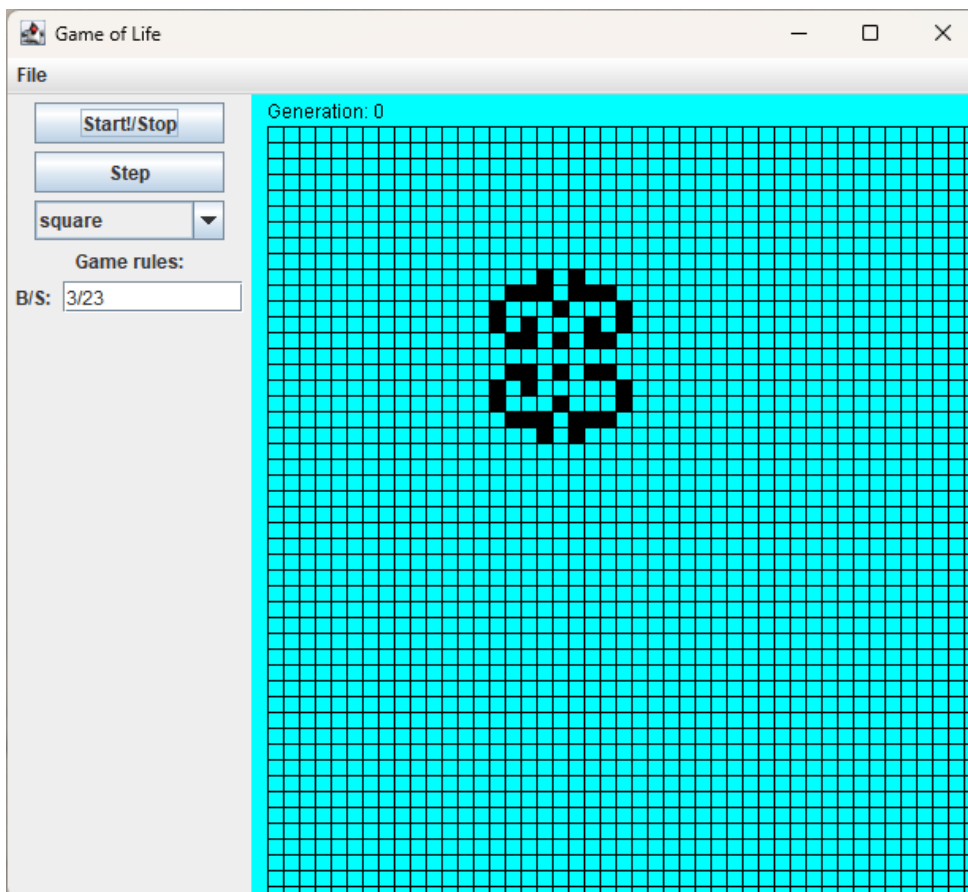 Game of Life
File
Start!/Stop
Step
square
Game rules:
B/S: 3/23
Generation: 0